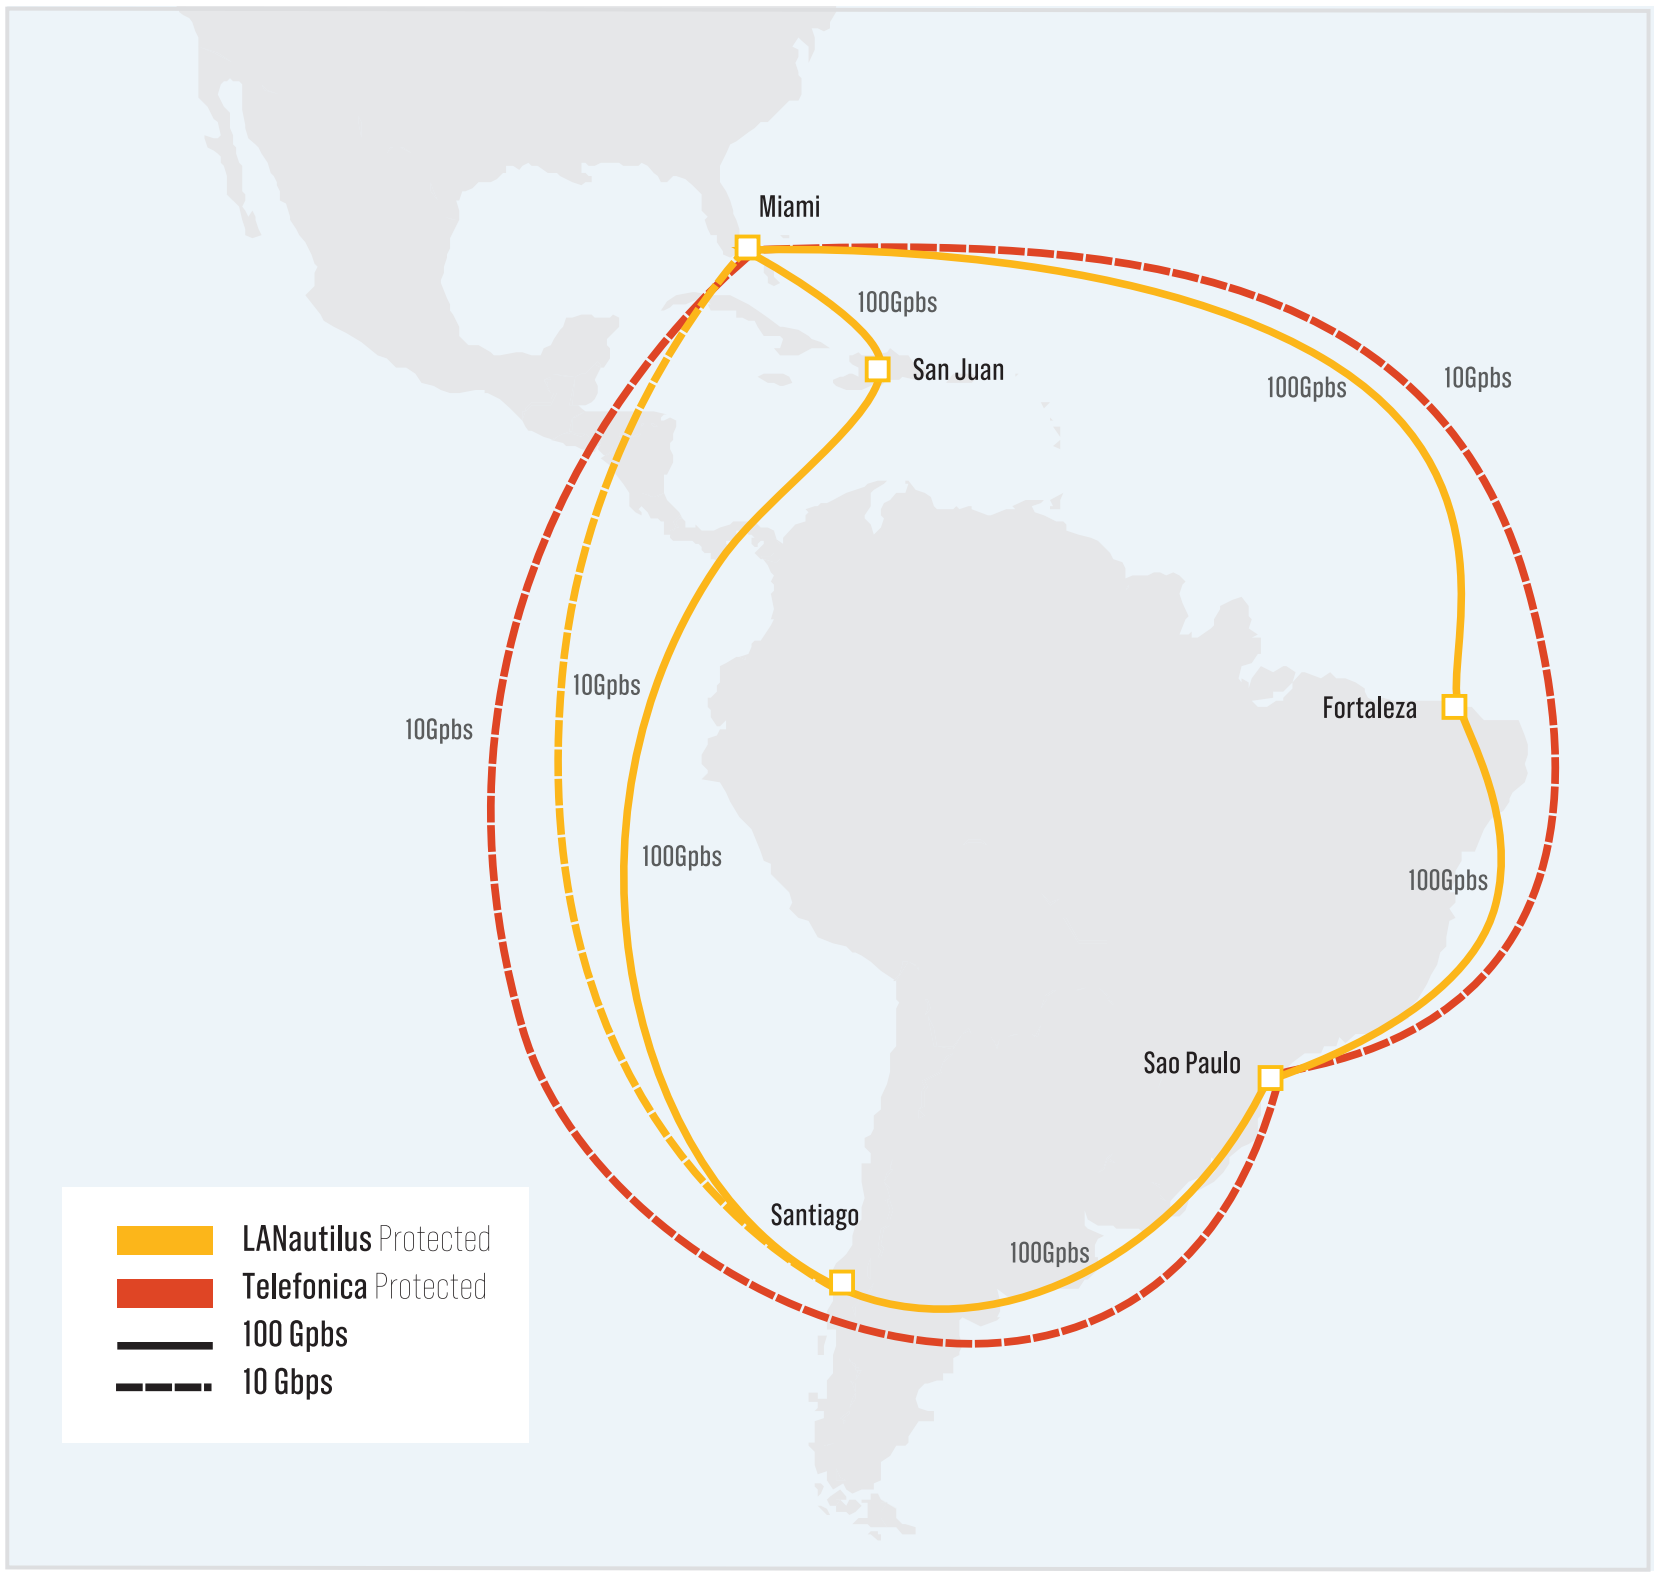 Miami
100Gpbs
San Juan
100Gpbs
10Gpbs
10Gpbs
10Gpbs
Fortaleza
100Gpbs
100Gpbs
Sao Paulo
Santiago
100Gpbs
LANautilus Protected
Telefonica Protected
100 Gpbs
10 Gbps